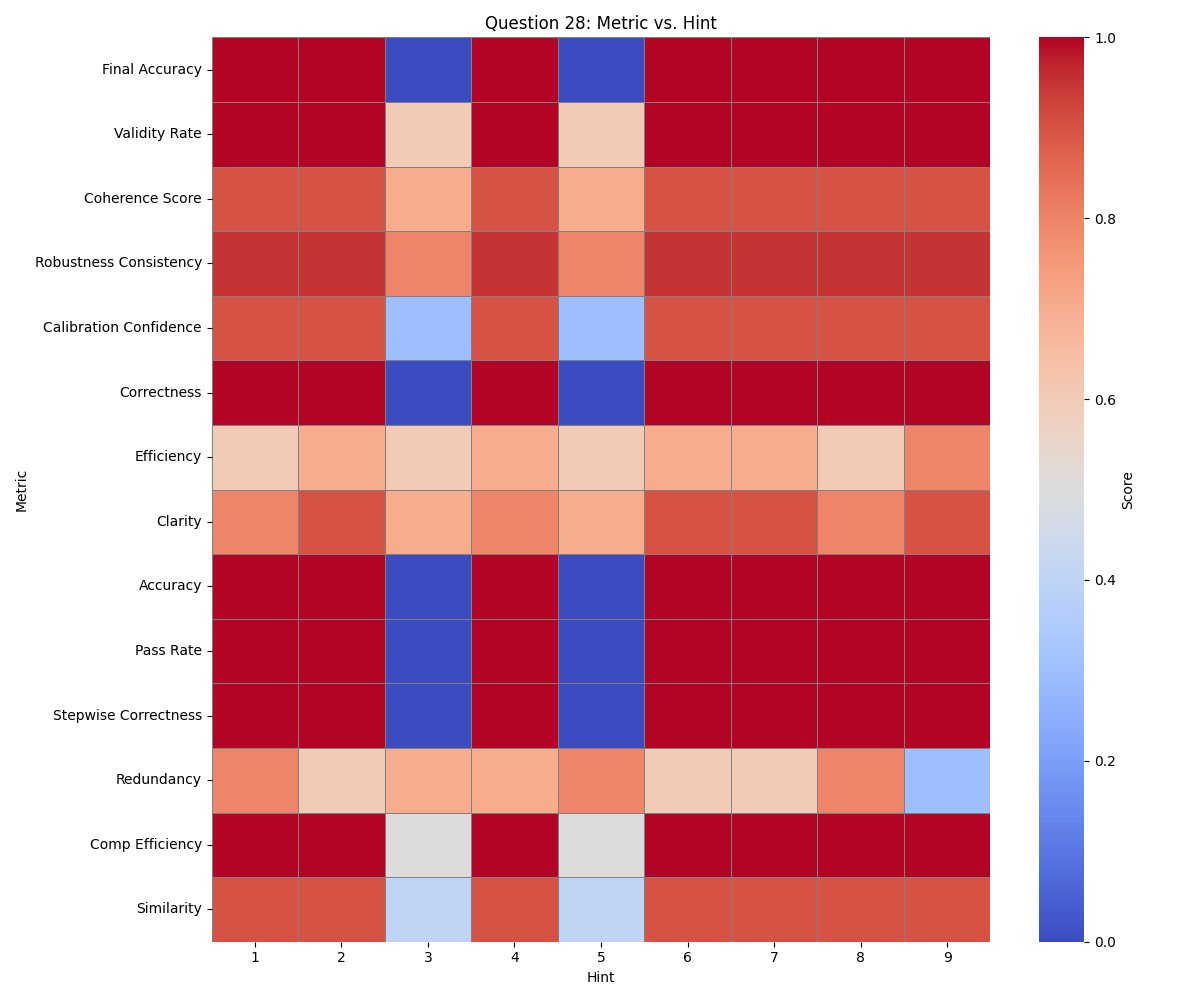 Question 28: Metric vs. Hint
Metric
Final Accuracy
Validity Rate
Coherence Score
Robustness Consistency
Calibration Confidence
Correctness
Efficiency
Clarity
Accuracy
Pass Rate
Stepwise Correctness
Redundancy
Comp Efficiency
Similarity
1 2 3 4 5 6 7 8 9
Hint
1.0
0.8
0.6
0.4
0.2
0.0
Score